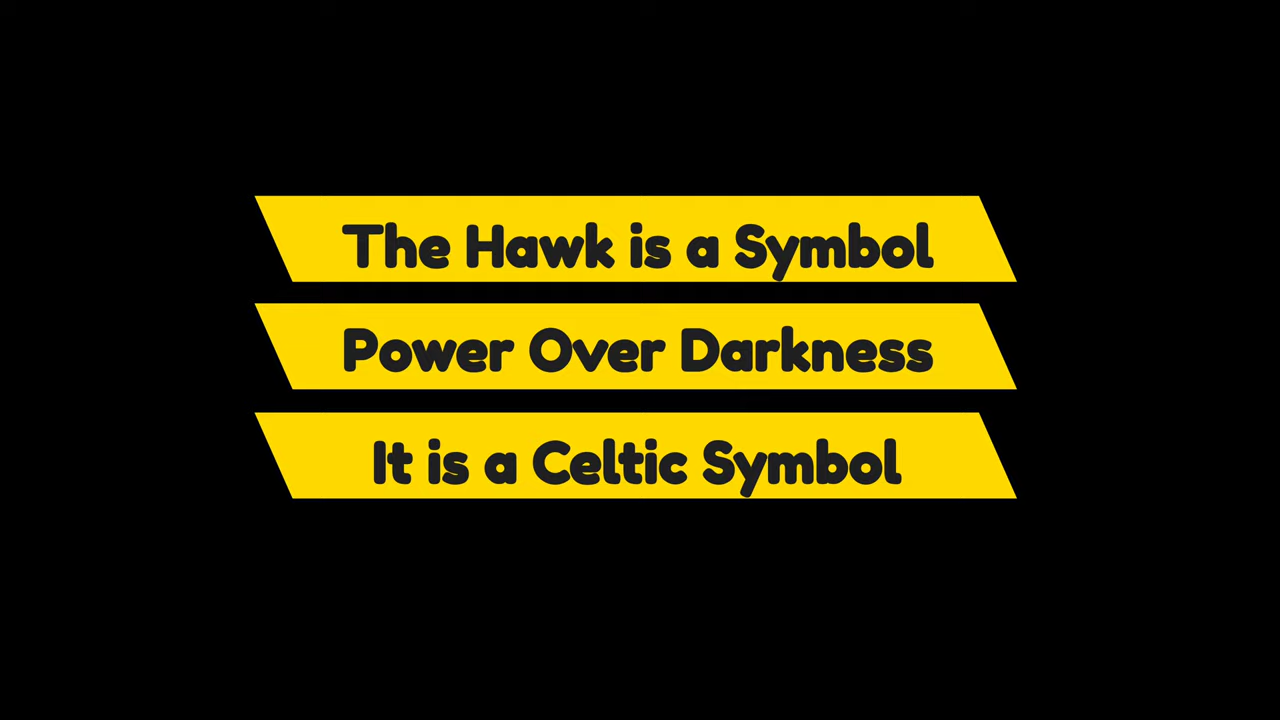 The Hawk is a Symbol
Power Over Darkness
It is a Celtic Symbol